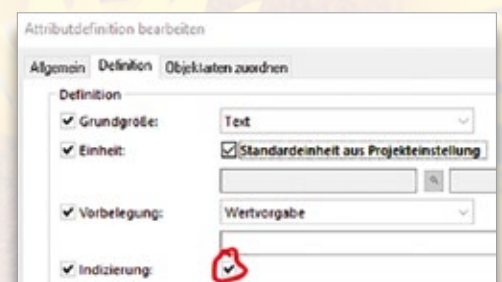 Attributdefinition bearbeiten
Allgemein Definition Objektarten zuordnen
Definition
Grundgröße: Text
Einheit: Standardeinheit aus Projekteinstellung
Vorbelegung: Wertvorgabe
Indizierung: